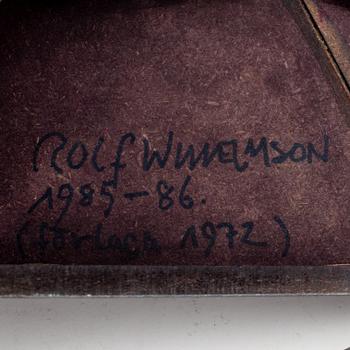 Rolf WILHELMSON
1985-86.
(förlaga 1972)